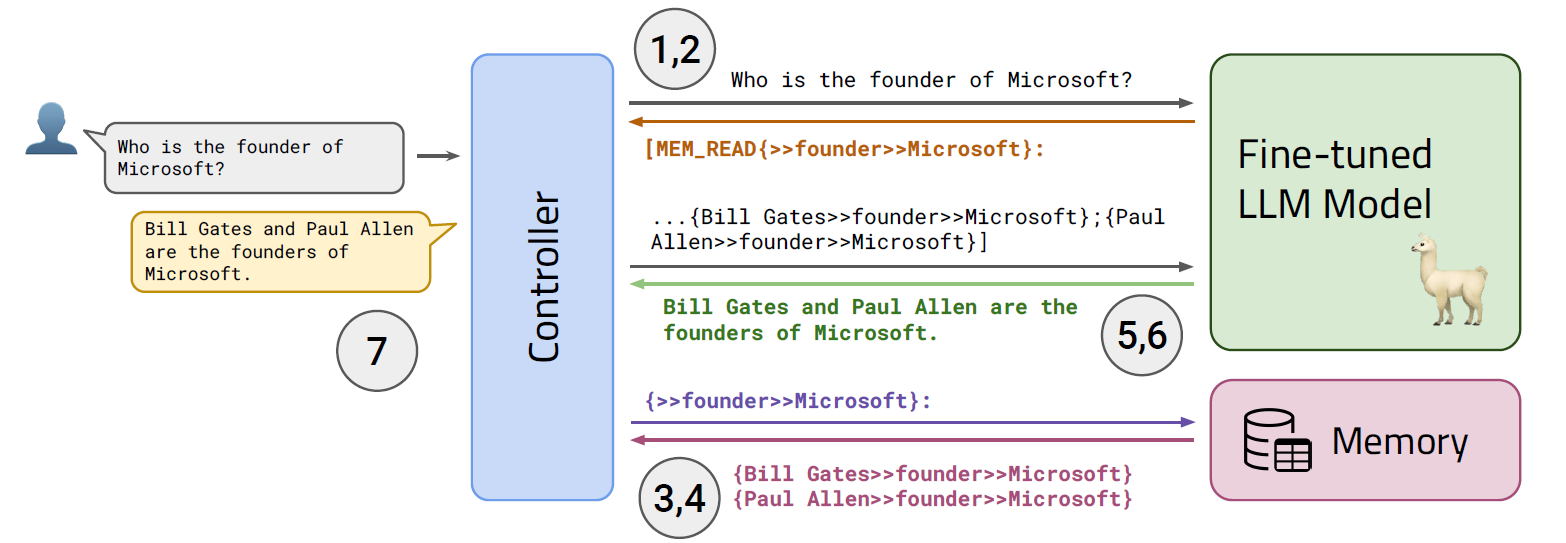 1,2
Who is the founder of Microsoft?
[MEM_READ{>>founder>>Microsoft}:
Who is the founder of
Microsoft?
Bill Gates and Paul Allen
are the founders of
Microsoft.
7
Controller
...{Bill Gates>>founder>>Microsoft};{Paul
Allen>>founder>>Microsoft}]
Bill Gates and Paul Allen are the
founders of Microsoft.
5,6
{>>founder>>Microsoft}:
3,4
{Bill Gates>>founder>>Microsoft}
{Paul Allen>>founder>>Microsoft}
Fine-tuned
LLM Model
Memory